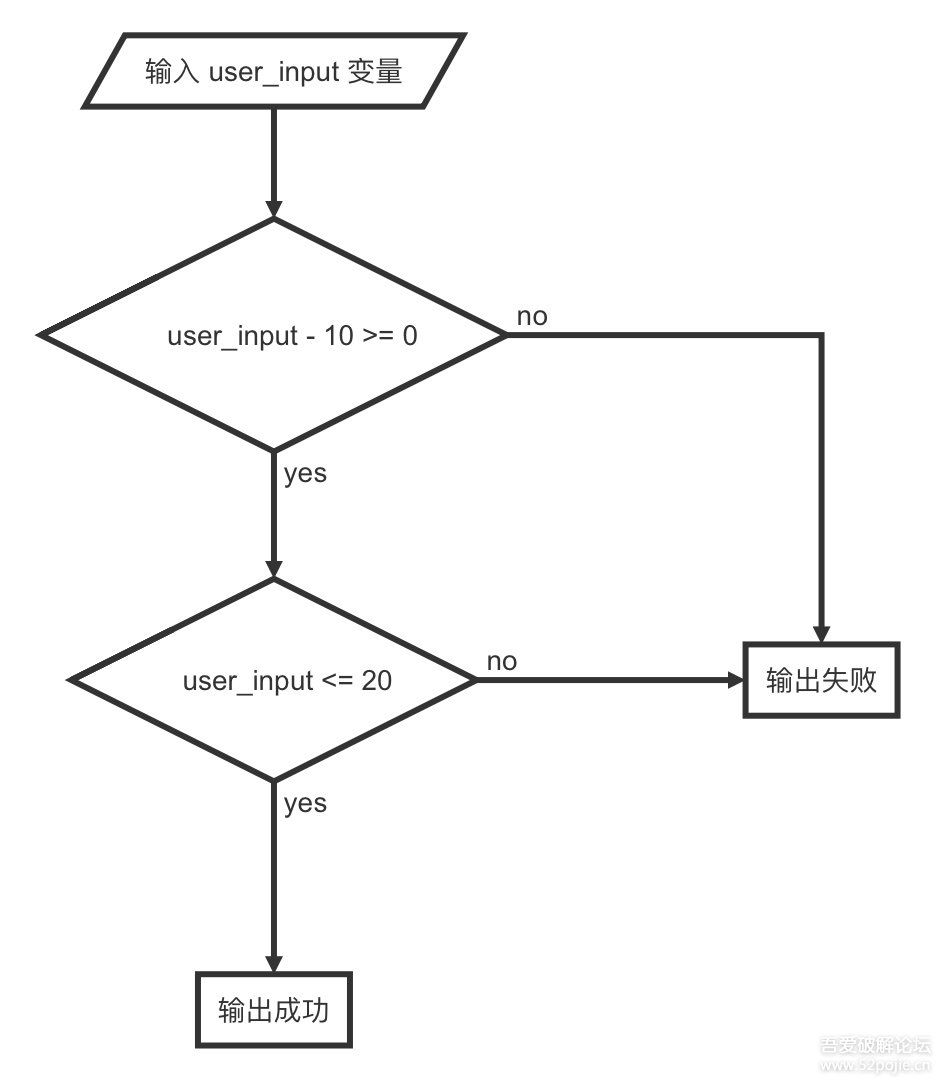 输入 user_input 变量
user_input - 10 >= 0
no
yes
user_input <= 20
no
输出失败
yes
输出成功
吾爱破解论坛
www.52pojie.cn